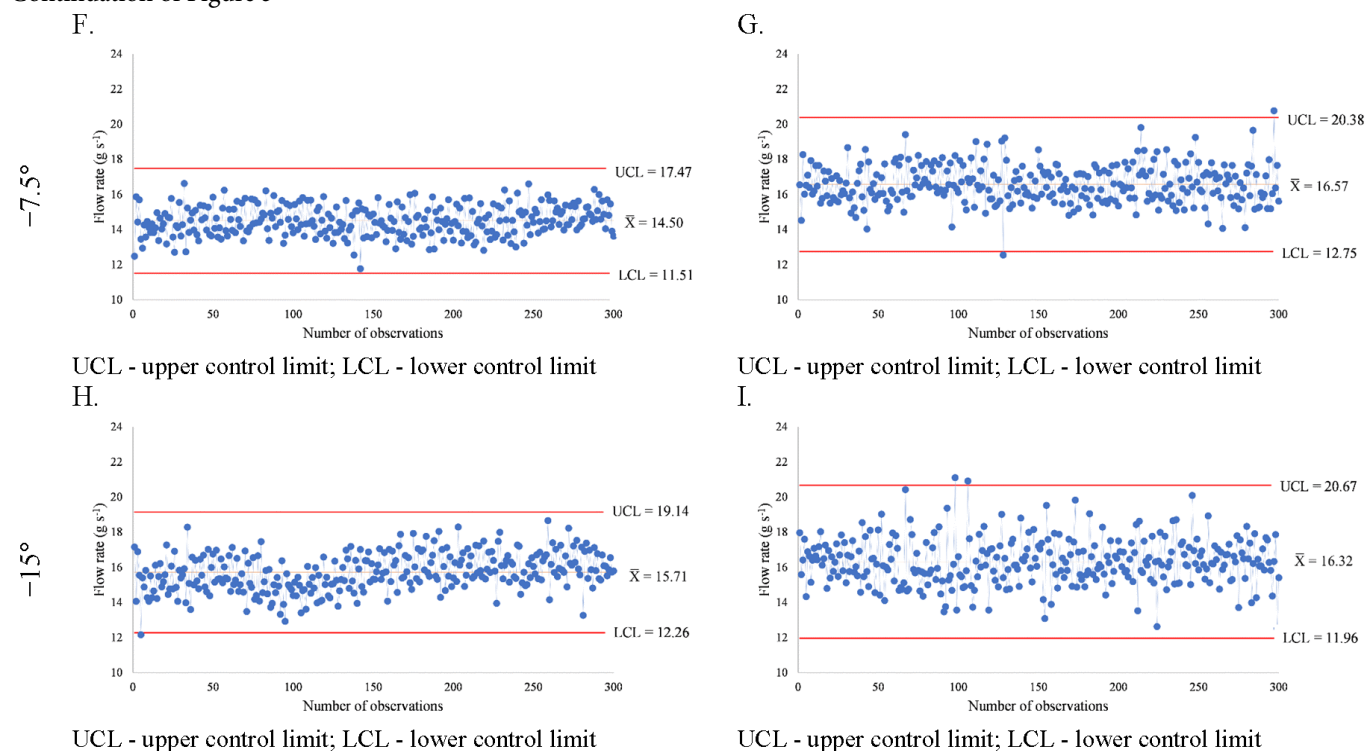 Continuation of Figure 3
F.
24
22
20
18
16
14
12
10
Flow rate (g s⁻¹)
UCL = 17.47
X̅ = 14.50
LCL = 11.51
0 50 100 150 200 250 300
Number of observations
UCL - upper control limit; LCL - lower control limit
G.
24
22
20
18
16
14
12
10
Flow rate (g s⁻¹)
UCL = 20.38
X̅ = 16.57
LCL = 12.75
0 50 100 150 200 250 300
Number of observations
UCL - upper control limit; LCL - lower control limit
−7.5°
H.
24
22
20
18
16
14
12
10
Flow rate (g s⁻¹)
UCL = 19.14
X̅ = 15.71
LCL = 12.26
0 50 100 150 200 250 300
Number of observations
UCL - upper control limit; LCL - lower control limit
I.
24
22
20
18
16
14
12
10
Flow rate (g s⁻¹)
UCL = 20.67
X̅ = 16.32
LCL = 11.96
0 50 100 150 200 250 300
Number of observations
UCL - upper control limit; LCL - lower control limit
−15°